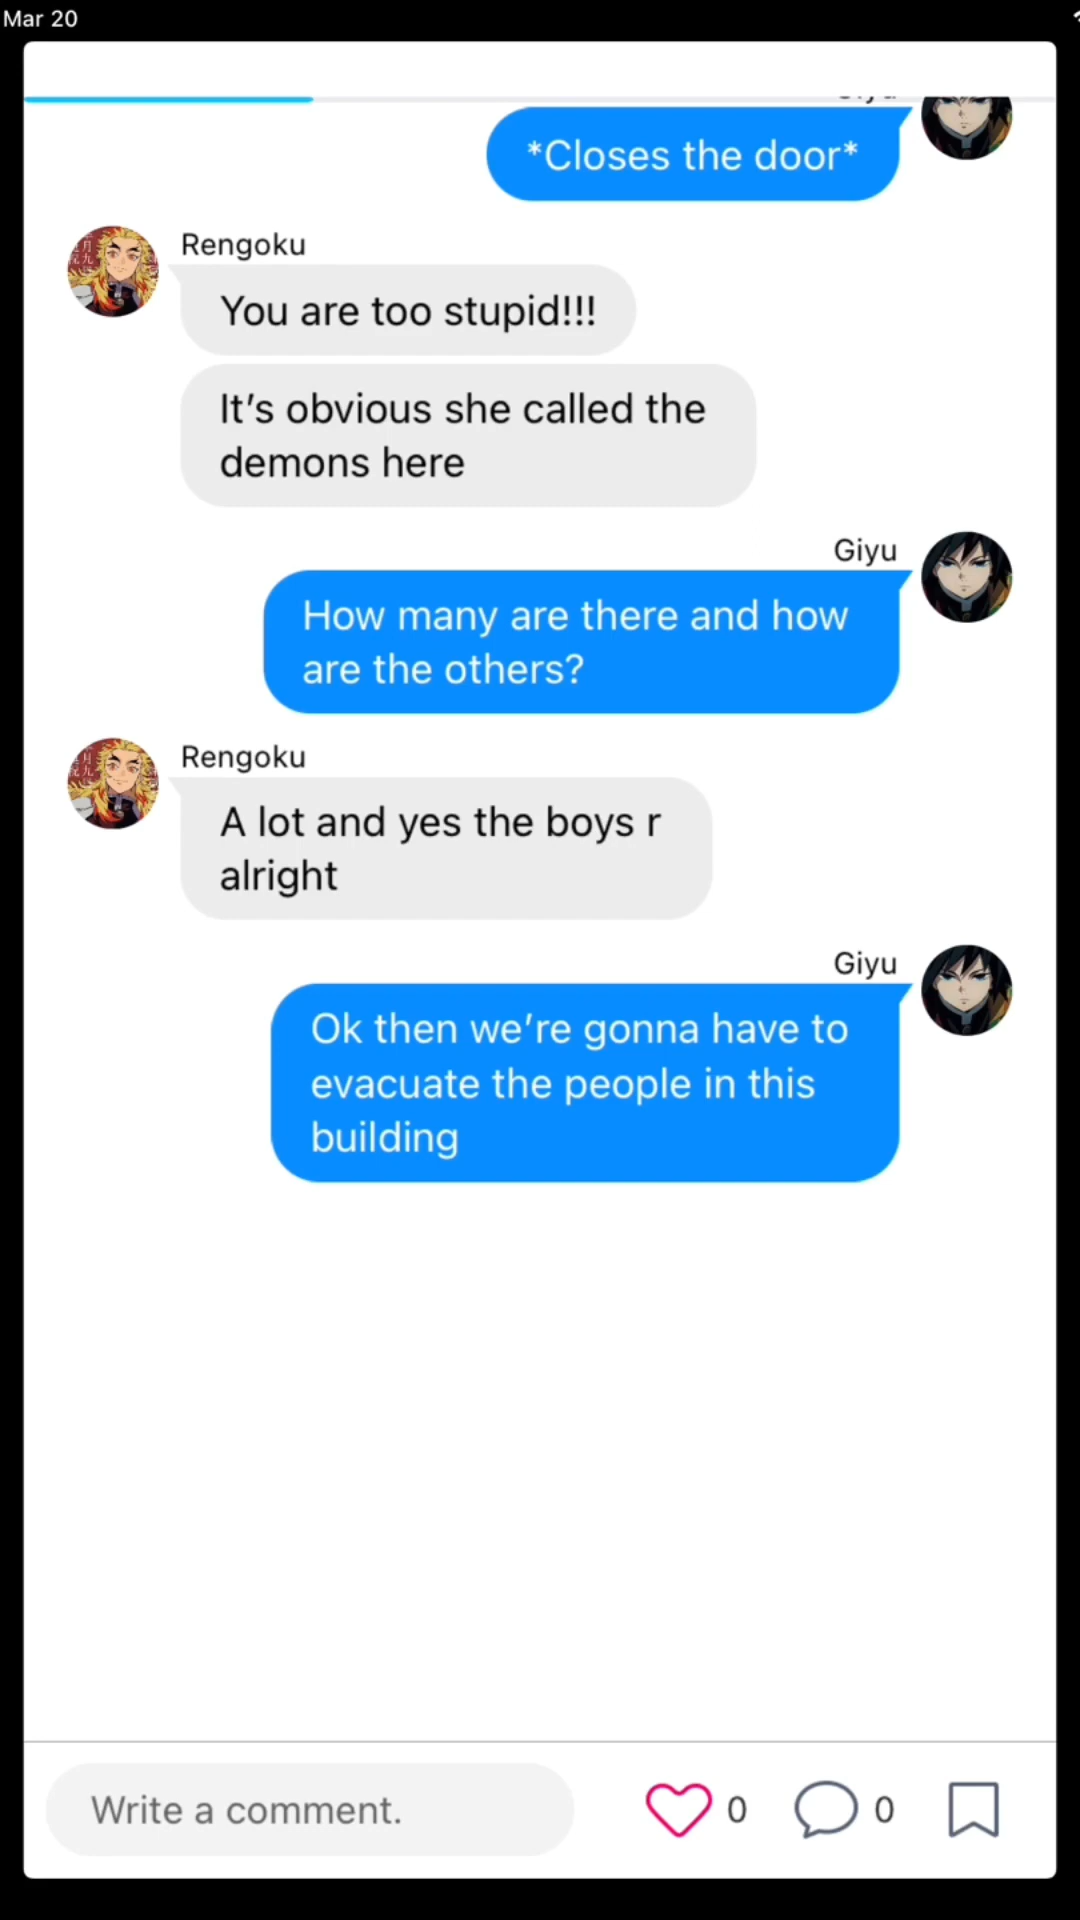 Mar 20
*Closes the door*
Rengoku
You are too stupid!!!
It's obvious she called the
demons here
Giyu
How many are there and how
are the others?
Rengoku
A lot and yes the boys r
alright
Giyu
Ok then we're gonna have to
evacuate the people in this
building
Write a comment.
0
0